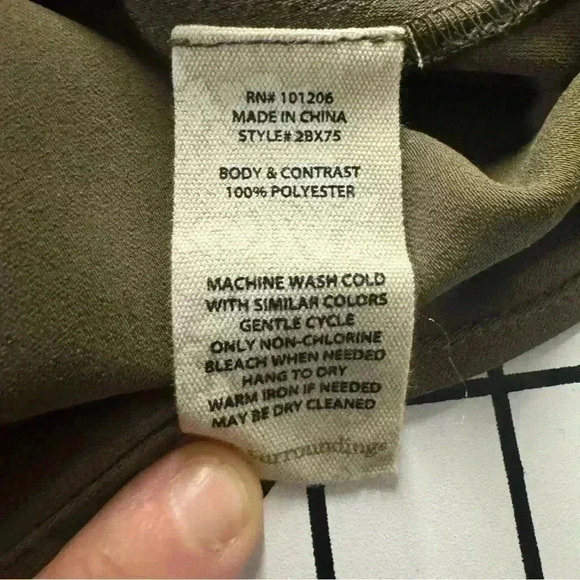 RN# 101206
MADE IN CHINA
STYLE# 2BX75
BODY & CONTRAST
100% POLYESTER
MACHINE WASH COLD
WITH SIMILAR COLORS
GENTLE CYCLE
ONLY NON-CHLORINE
BLEACH WHEN NEEDED
HANG TO DRY
WARM IRON IF NEEDED
MAY BE DRY CLEANED
surroundings